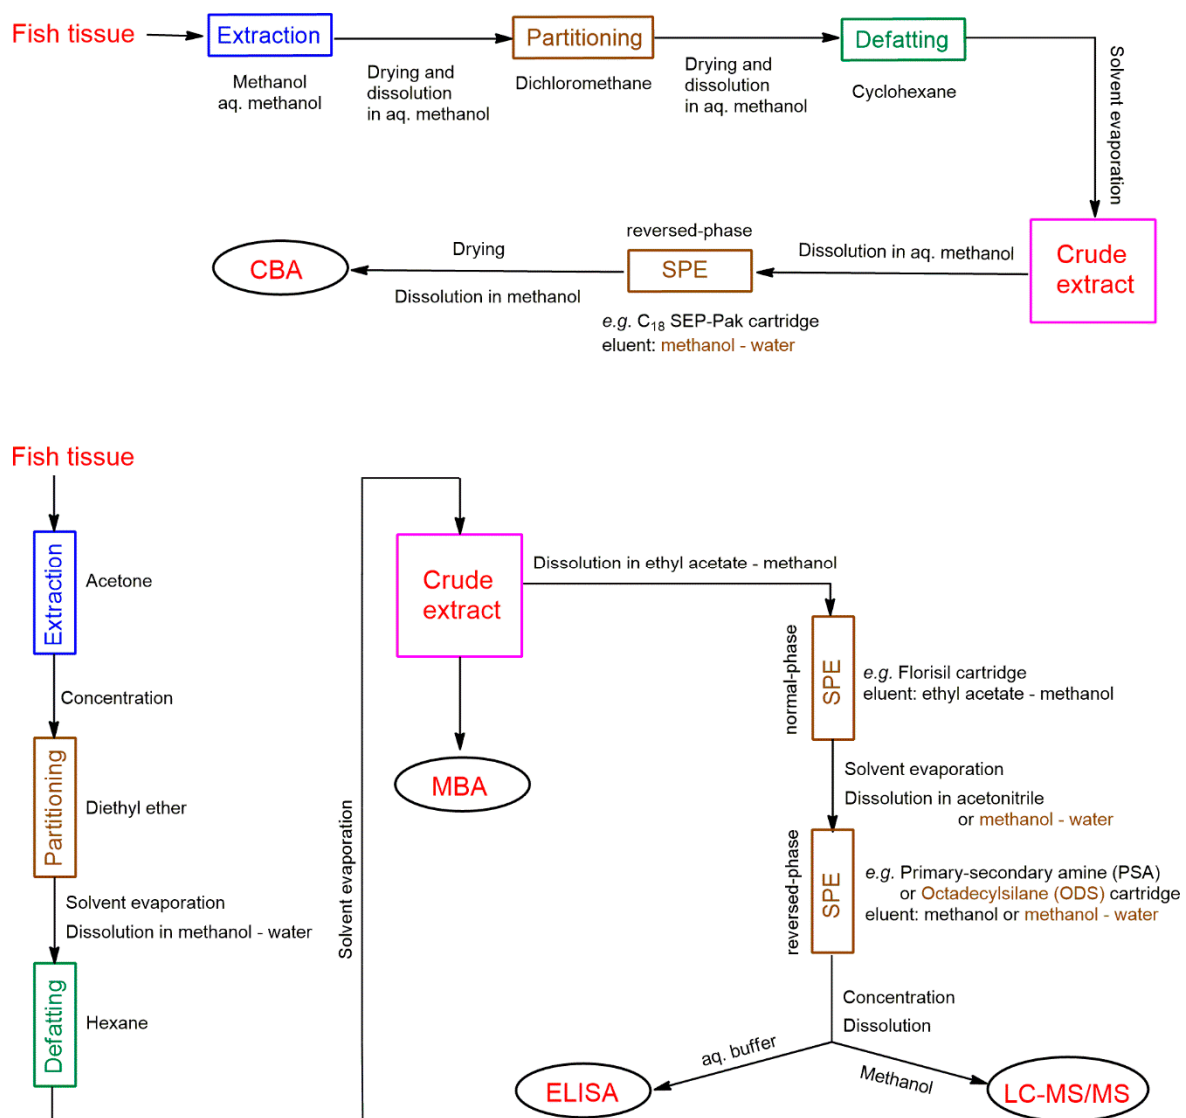 Fish tissue
Extraction
Methanol
aq. methanol
Drying and
dissolution
in aq. methanol
Partitioning
Dichloromethane
Drying and
dissolution
in aq. methanol
Defatting
Cyclohexane
Solvent evaporation
Crude
extract
Dissolution in aq. methanol
reversed-phase
SPE
e.g. C₁₈ SEP-Pak cartridge
eluent: methanol - water
Drying
Dissolution in methanol
CBA
Fish tissue
Extraction
Acetone
Concentration
Partitioning
Diethyl ether
Solvent evaporation
Dissolution in methanol - water
Defatting
Hexane
Solvent evaporation
Crude
extract
MBA
Dissolution in ethyl acetate - methanol
normal-phase
SPE
e.g. Florisil cartridge
eluent: ethyl acetate - methanol
Solvent evaporation
Dissolution in acetonitrile
or methanol - water
reversed-phase
SPE
e.g. Primary-secondary amine (PSA)
or Octadecylsilane (ODS) cartridge
eluent: methanol or methanol - water
Concentration
Dissolution
aq. buffer
ELISA
Methanol
LC-MS/MS